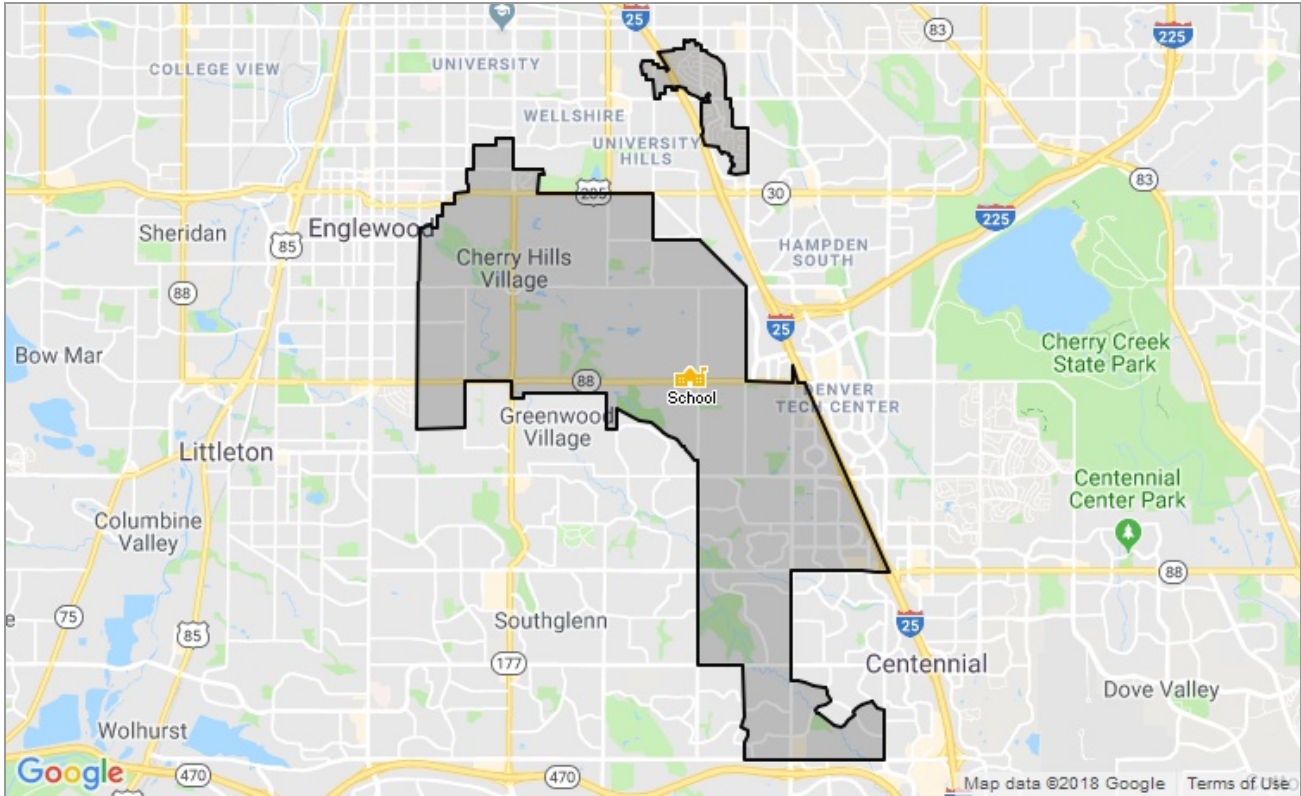 25
83
225
COLLEGE VIEW
UNIVERSITY
WELLSHIRE
UNIVERSITY
HILLS
83
285
30
225
Sheridan
Englewood
85
HAMPDEN
SOUTH
Cherry Hills
Village
88
25
Bow Mar
Cherry Creek
State Park
88
School
DENVER
TECH CENTER
Greenwood
Village
Littleton
Centennial
Center Park
Columbine
Valley
88
75
85
Southglenn
25
177
Centennial
Dove Valley
Wolhurst
Google
470
470
Map data ©2018 Google
Terms of Use